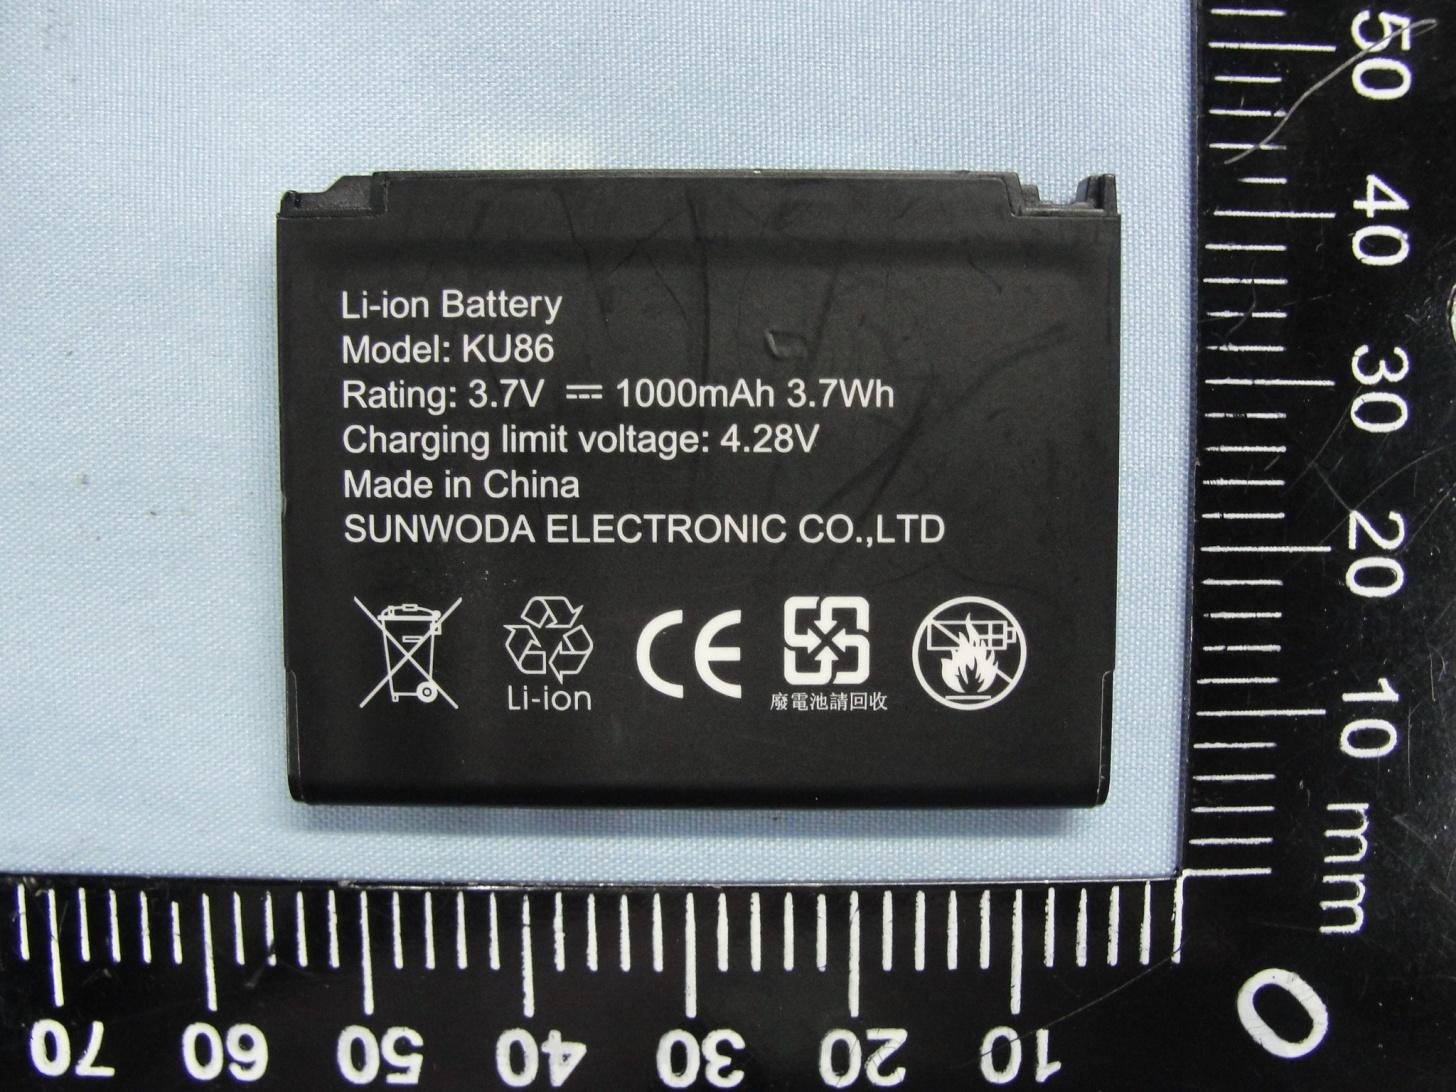 Li-ion Battery
Model: KU86
Rating: 3.7V ⎓ 1000mAh 3.7Wh
Charging limit voltage: 4.28V
Made in China
SUNWODA ELECTRONIC CO.,LTD
Li-ion
CE
廢電池請回收
50
40
30
20
10
mm
0
70
60
50
40
30
20
10